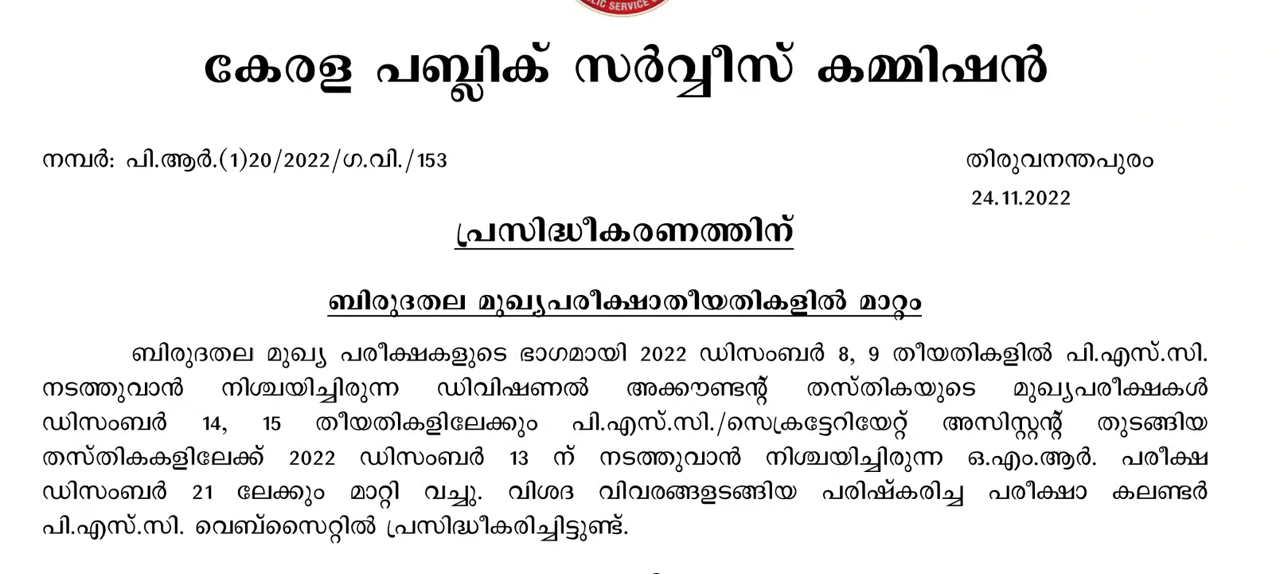 BLIC SERVICE
കേരള പബ്ലിക് സർവ്വീസ് കമ്മിഷൻ
നമ്പർ: പി.ആർ.(1)20/2022/ഗ.വി./153
തിരുവനന്തപുരം
24.11.2022
പ്രസിദ്ധീകരണത്തിന്
ബിരുദതല മുഖ്യപരീക്ഷാതീയതികളിൽ മാറ്റം
ബിരുദതല മുഖ്യ പരീക്ഷകളുടെ ഭാഗമായി 2022 ഡിസംബർ 8, 9 തീയതികളിൽ പി.എസ്.സി.
നടത്തുവാൻ നിശ്ചയിച്ചിരുന്ന ഡിവിഷണൽ അക്കൗണ്ടന്റ് തസ്തികയുടെ മുഖ്യപരീക്ഷകൾ
ഡിസംബർ 14, 15 തീയതികളിലേക്കും പി.എസ്.സി./സെക്രട്ടേറിയേറ്റ് അസിസ്റ്റന്റ് തുടങ്ങിയ
തസ്തികകളിലേക്ക് 2022 ഡിസംബർ 13 ന് നടത്തുവാൻ നിശ്ചയിച്ചിരുന്ന ഒ.എം.ആർ. പരീക്ഷ
ഡിസംബർ 21 ലേക്കും മാറ്റി വച്ചു. വിശദ വിവരങ്ങളടങ്ങിയ പരിഷ്കരിച്ച പരീക്ഷാ കലണ്ടർ
പി.എസ്.സി. വെബ്സൈറ്റിൽ പ്രസിദ്ധീകരിച്ചിട്ടുണ്ട്.